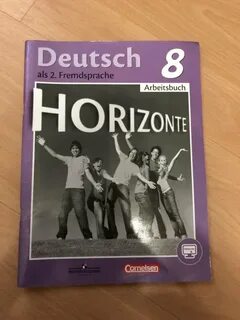 Deutsch 8
als 2. Fremdsprache
Arbeitsbuch
HORIZONTE
Cornelsen